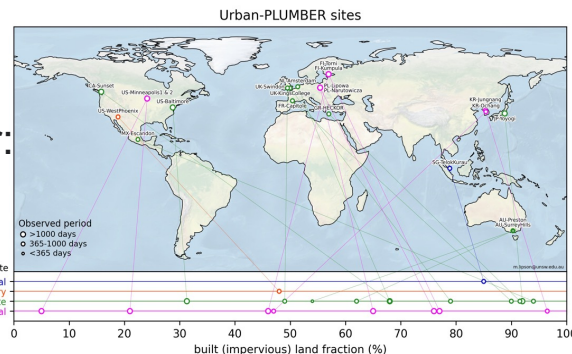 Urban-PLUMBER sites
FI-Torni
FI-Kumpula
NL-Amsterdam
CA-Sunset
UK-Swindon
UK-KingsCollege
PL-Lipowa
PL-Narutowicza
US-Minneapolis1 & 2
US-Baltimore
FR-Capitole
GR-HECKOR
KR-Jungnang
KR-Ochang
JP-Yoyogi
US-WestPhoenix
MX-Escandon
SG-TelokKurau
AU-Preston
AU-SurreyHills
Observed period
>1000 days
365-1000 days
<365 days
m.lipson@unsw.edu.au
0 10 20 30 40 50 60 70 80 90 100
built (impervious) land fraction (%)